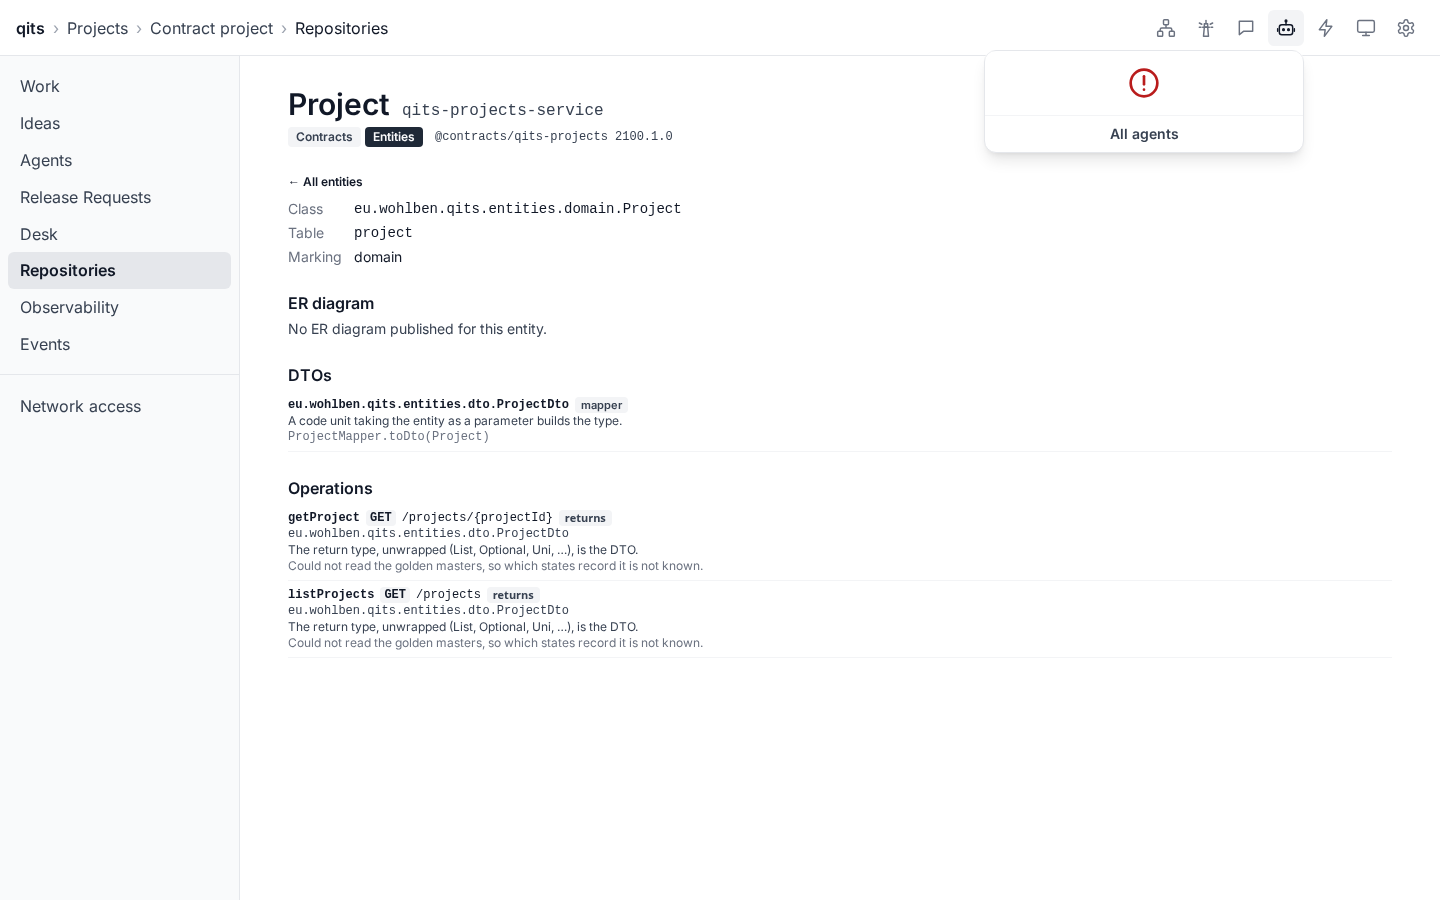 qits › Projects › Contract project › Repositories
All agents
Work
Ideas
Agents
Release Requests
Desk
Repositories
Observability
Events
Network access
Project qits-projects-service
Contracts Entities @contracts/qits-projects 2100.1.0
← All entities
Class eu.wohlben.qits.entities.domain.Project
Table project
Marking domain
ER diagram
No ER diagram published for this entity.
DTOs
eu.wohlben.qits.entities.dto.ProjectDto mapper
A code unit taking the entity as a parameter builds the type.
ProjectMapper.toDto(Project)
Operations
getProject GET /projects/{projectId} returns
eu.wohlben.qits.entities.dto.ProjectDto
The return type, unwrapped (List, Optional, Uni, …), is the DTO.
Could not read the golden masters, so which states record it is not known.
listProjects GET /projects returns
eu.wohlben.qits.entities.dto.ProjectDto
The return type, unwrapped (List, Optional, Uni, …), is the DTO.
Could not read the golden masters, so which states record it is not known.